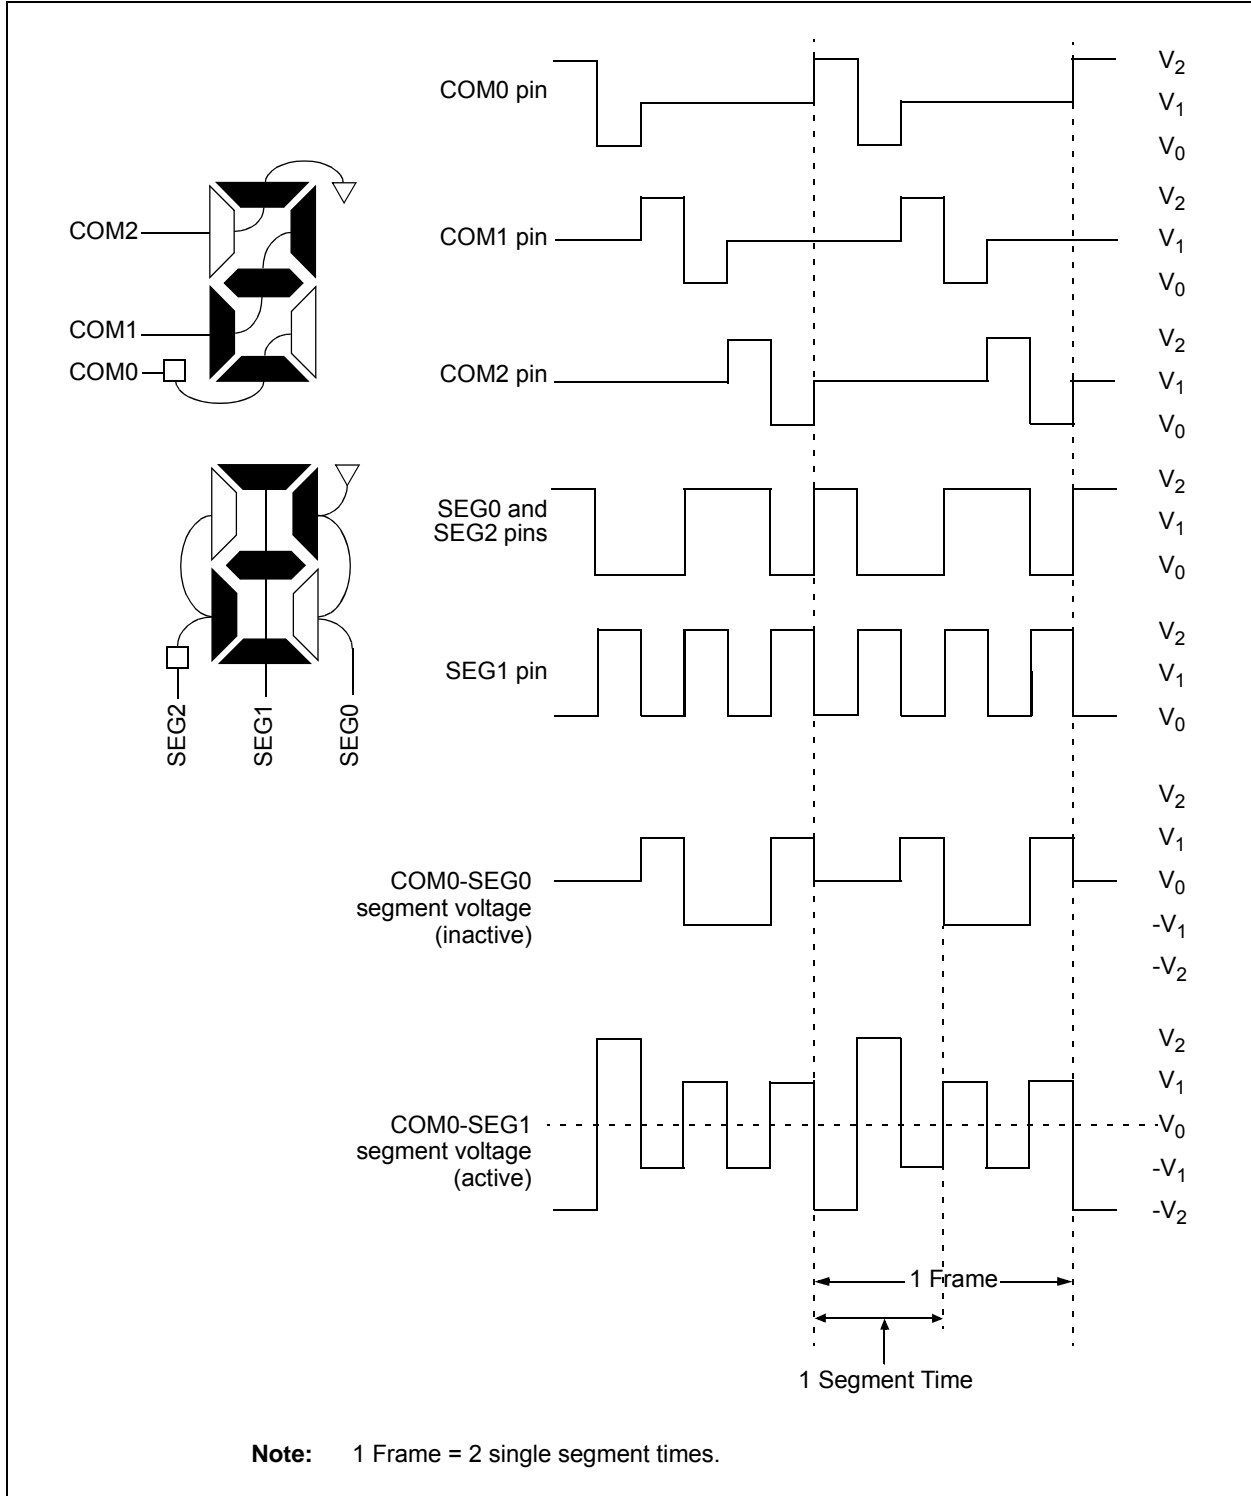 COM0 pin
V2
V1
V0
COM2
COM1
COM0
COM1 pin
V2
V1
V0
COM2 pin
V2
V1
V0
SEG0 and
SEG2 pins
V2
V1
V0
SEG2
SEG1
SEG0
SEG1 pin
V2
V1
V0
COM0-SEG0
segment voltage
(inactive)
V2
V1
V0
-V1
-V2
COM0-SEG1
segment voltage
(active)
V2
V1
V0
-V1
-V2
1 Frame
1 Segment Time
Note: 1 Frame = 2 single segment times.